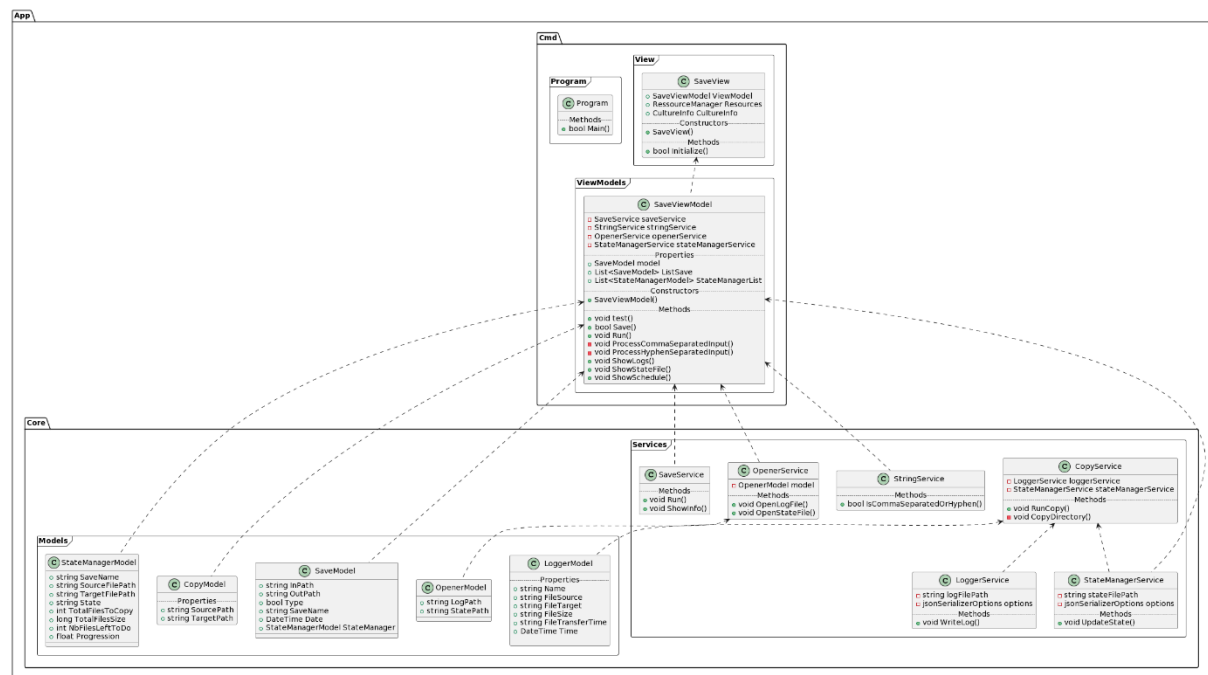 App
Cmd
View
C SaveView
SaveViewModel ViewModel
RessourceManager Resources
CultureInfo CultureInfo
Constructors
SaveView()
Methods
bool Initialize()
Program
C Program
Methods
bool Main()
ViewModels
C SaveViewModel
SaveService saveService
StringService stringService
OpenerService openerService
StateManagerService stateManagerService
Properties
SaveModel model
List<SaveModel> ListSave
List<StateManagerModel> StateManagerList
Constructors
SaveViewModel()
Methods
void test()
bool Save()
void Run()
void ProcessCommaSeparatedInput()
void ProcessHyphenSeparatedInput()
void ShowLogs()
void ShowStateFile()
void ShowSchedule()
Core
Services
C SaveService
Methods
void Run()
void ShowInfo()
C OpenerService
OpenerModel model
Methods
void OpenLogFile()
void OpenStateFile()
C StringService
Methods
bool IsCommaSeparatedOrHyphen()
C CopyService
LoggerService loggerService
StateManagerService stateManagerService
Methods
void RunCopy()
void CopyDirectory()
C LoggerService
string logFilePath
jsonSerializerOptions options
Methods
void WriteLog()
C StateManagerService
string stateFilePath
jsonSerializerOptions options
Methods
void UpdateState()
Models
C StateManagerModel
string SaveName
string SourceFilePath
string TargetFilePath
string State
int TotalFilesToCopy
long TotalFilesSize
int NbFilesLeftToDo
float Progression
C CopyModel
Properties
string SourcePath
string TargetPath
C SaveModel
string InPath
string OutPath
bool Type
string SaveName
DateTime Date
StateManagerModel StateManager
C OpenerModel
string LogPath
string StatePath
C LoggerModel
Properties
string Name
string FileSource
string FileTarget
string FileSize
string FileTransferTime
DateTime Time